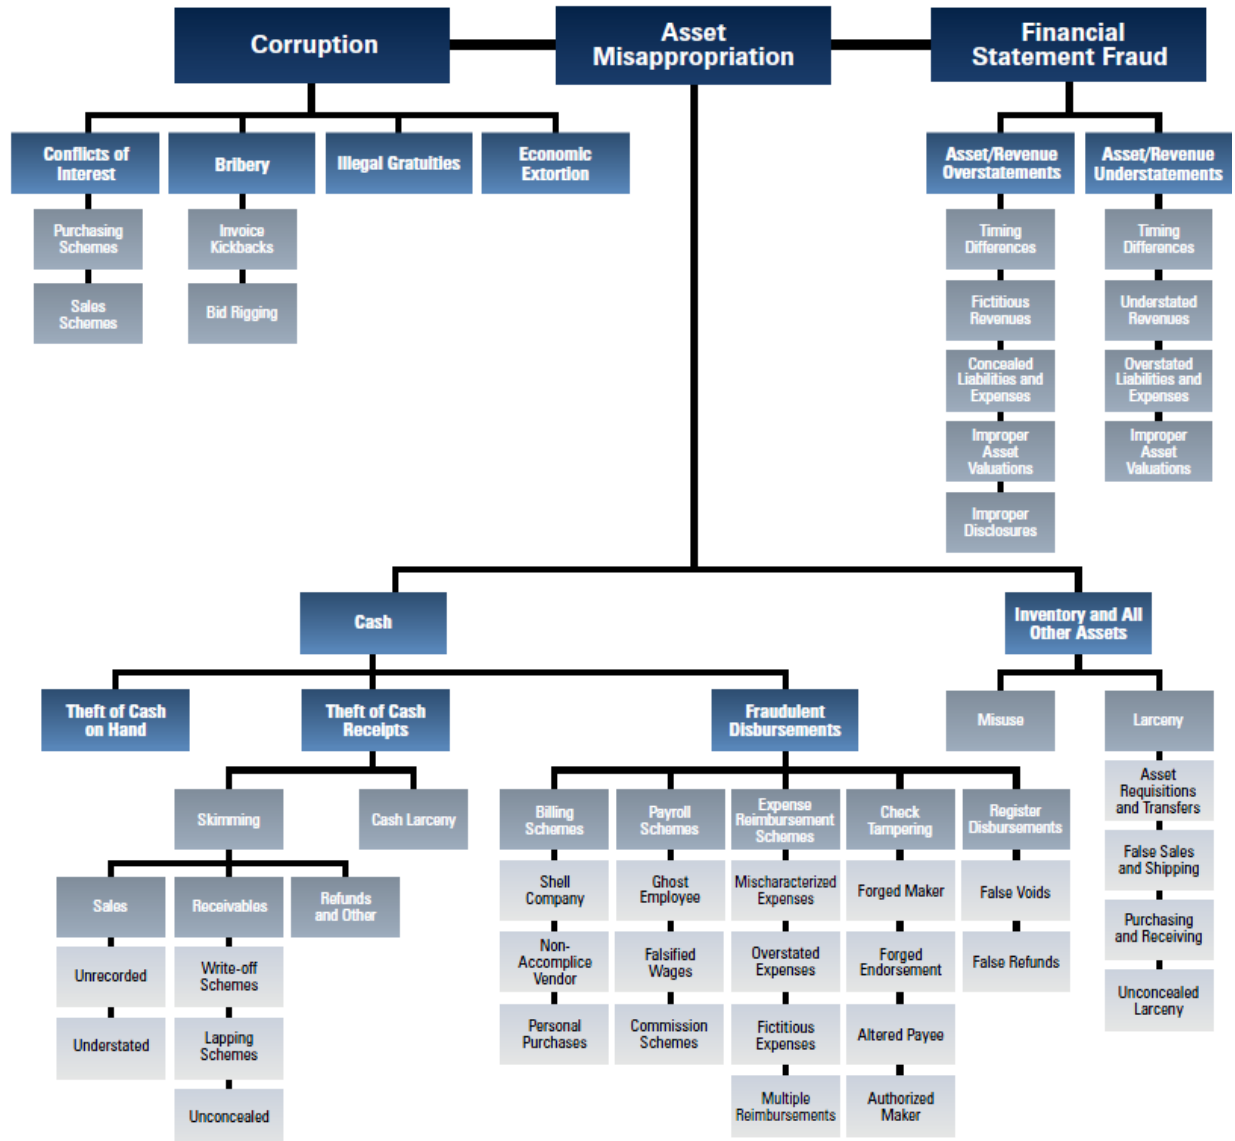 Corruption
Asset
Misappropriation
Financial
Statement Fraud
Conflicts of
Interest
Bribery
Illegal Gratuities
Economic
Extortion
Asset/Revenue
Overstatements
Asset/Revenue
Understatements
Purchasing
Schemes
Invoice
Kickbacks
Timing
Differences
Timing
Differences
Sales
Schemes
Bid Rigging
Fictitious
Revenues
Understated
Revenues
Concealed
Liabilities and
Expenses
Overstated
Liabilities and
Expenses
Improper
Asset
Valuations
Improper
Asset
Valuations
Improper
Disclosures
Cash
Inventory and All
Other Assets
Theft of Cash
on Hand
Theft of Cash
Receipts
Fraudulent
Disbursements
Misuse
Larceny
Skimming
Cash Larceny
Billing
Schemes
Payroll
Schemes
Expense
Reimbursement
Schemes
Check
Tampering
Register
Disbursements
Asset
Requisitions
and Transfers
Sales
Receivables
Refunds
and Other
Shell
Company
Ghost
Employee
Mischaracterized
Expenses
Forged Maker
False Voids
False Sales
and Shipping
Unrecorded
Write-off
Schemes
Non-
Accomplice
Vendor
Falsified
Wages
Overstated
Expenses
Forged
Endorsement
False Refunds
Purchasing
and Receiving
Understated
Lapping
Schemes
Personal
Purchases
Commission
Schemes
Fictitious
Expenses
Altered Payee
Unconcealed
Larceny
Unconcealed
Multiple
Reimbursements
Authorized
Maker